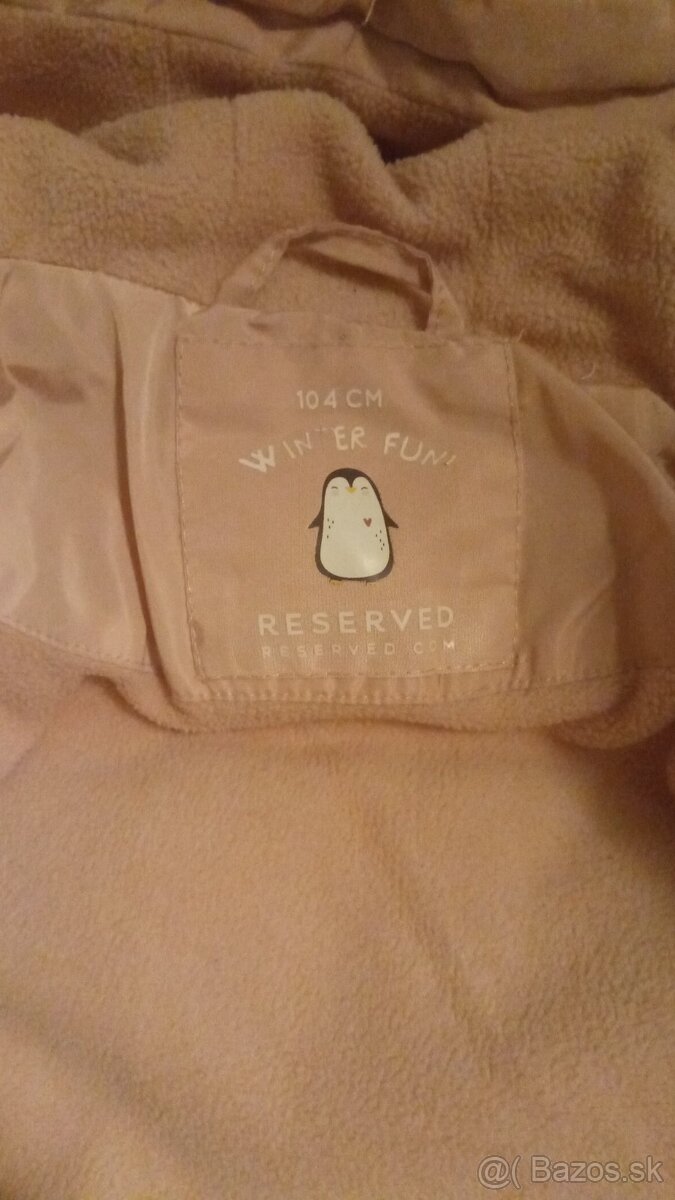 104 CM
WINTER FUN!
RESERVED
RESERVED.COM
@( Bazos.sk